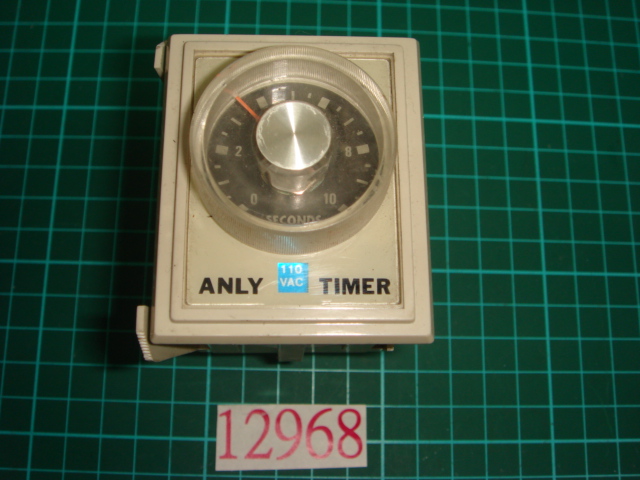 2 8
0 10
SECONDS
ANLY 110 VAC TIMER
12968